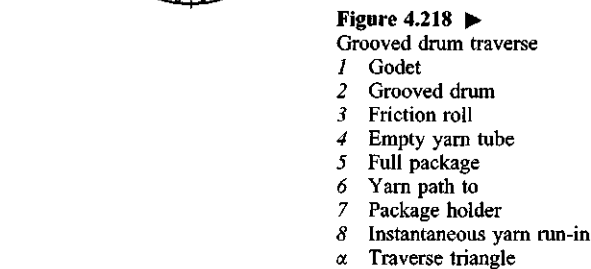 Figure 4.218 ►
Grooved drum traverse
1 Godet
2 Grooved drum
3 Friction roll
4 Empty yarn tube
5 Full package
6 Yarn path to
7 Package holder
8 Instantaneous yarn run-in
α Traverse triangle